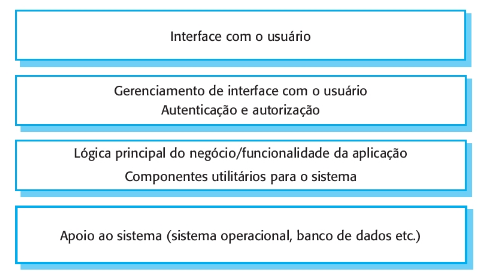 Interface com o usuário
Gerenciamento de interface com o usuário
Autenticação e autorização
Lógica principal do negócio/funcionalidade da aplicação
Componentes utilitários para o sistema
Apoio ao sistema (sistema operacional, banco de dados etc.)